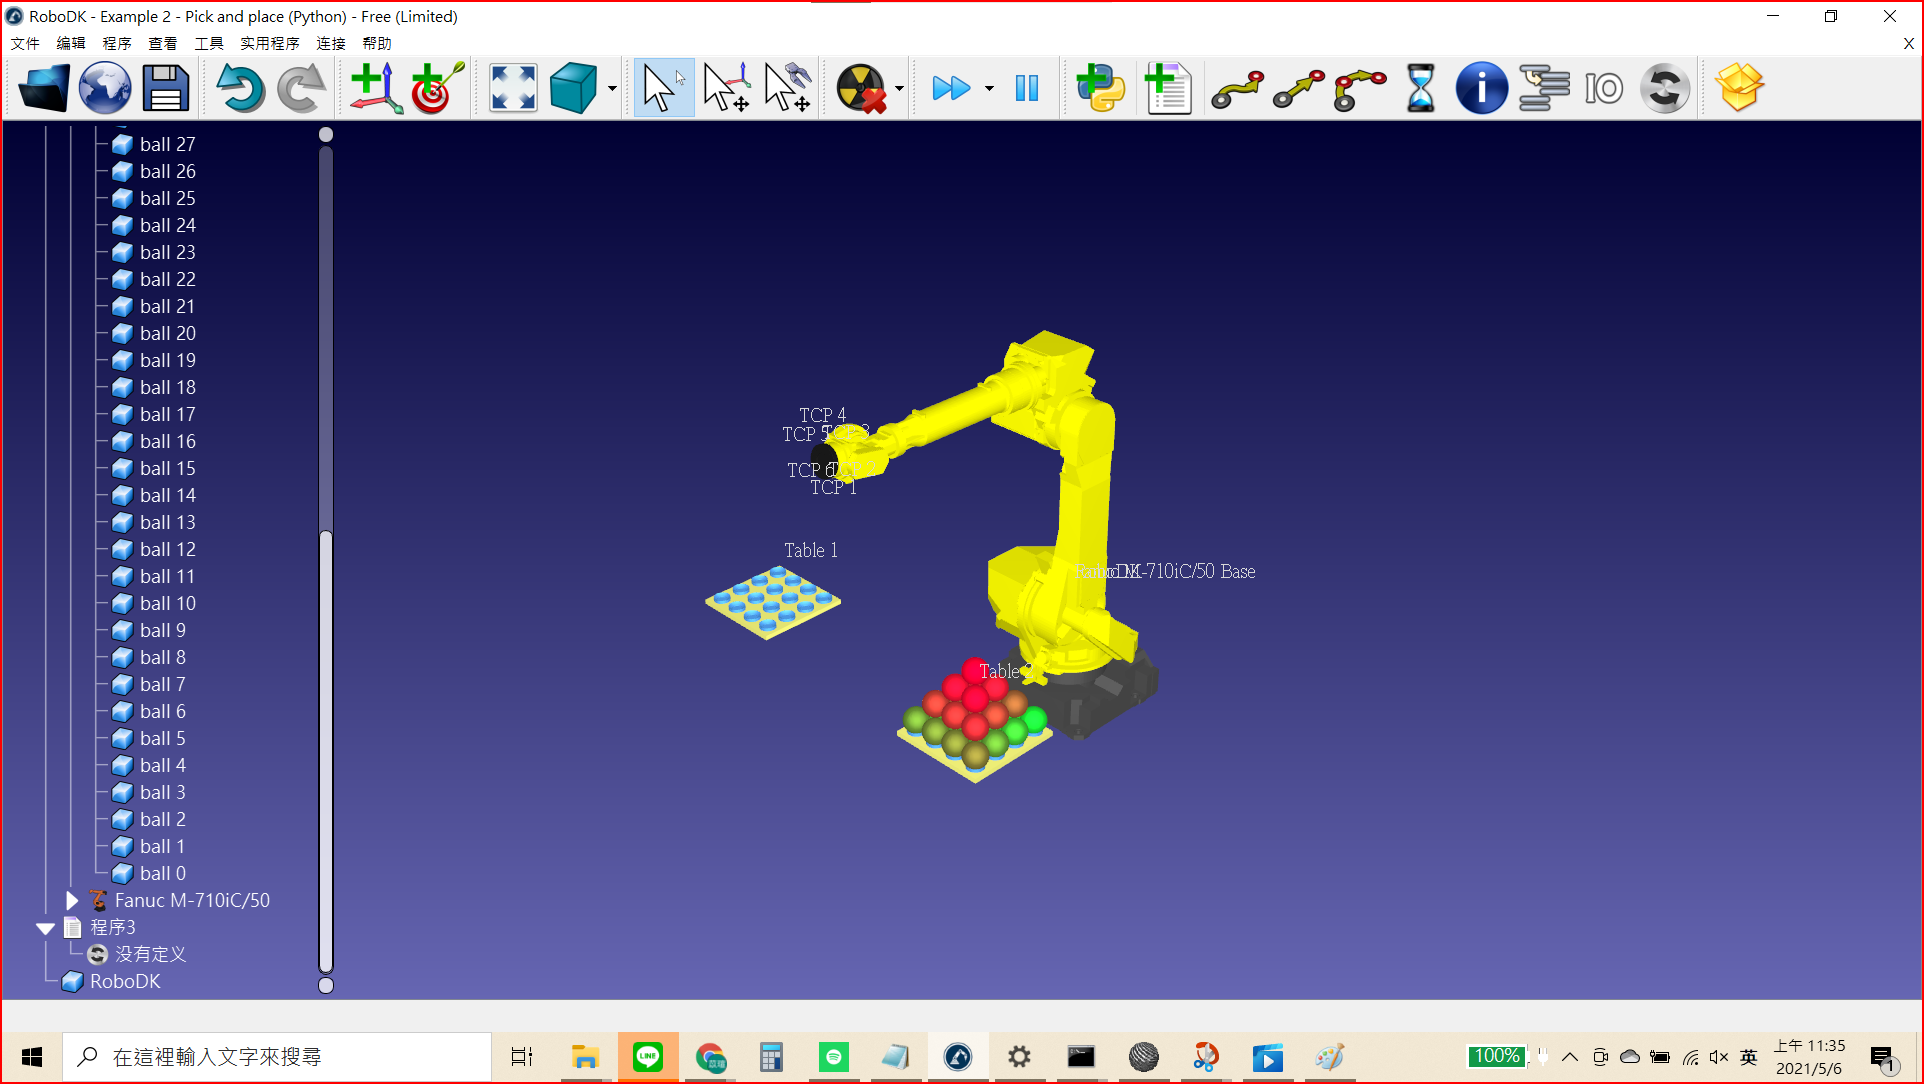 RoboDK - Example 2 - Pick and place (Python) - Free (Limited)
文件 编辑 程序 查看 工具 实用程序 连接 帮助 X
IO
ball 27
ball 26
ball 25
ball 24
ball 23
ball 22
ball 21
ball 20
ball 19
ball 18
ball 17
ball 16
ball 15
ball 14
ball 13
ball 12
ball 11
ball 10
ball 9
ball 8
ball 7
ball 6
ball 5
ball 4
ball 3
ball 2
ball 1
ball 0
Fanuc M-710iC/50
程序3
没有定义
RoboDK
TCP 4
TCP 5
TCP 6
TCP 1
Table 1
M-710iC/50 Base
Table
在這裡輸入文字來搜尋
LINE
100%
英
上午 11:35
2021/5/6
1